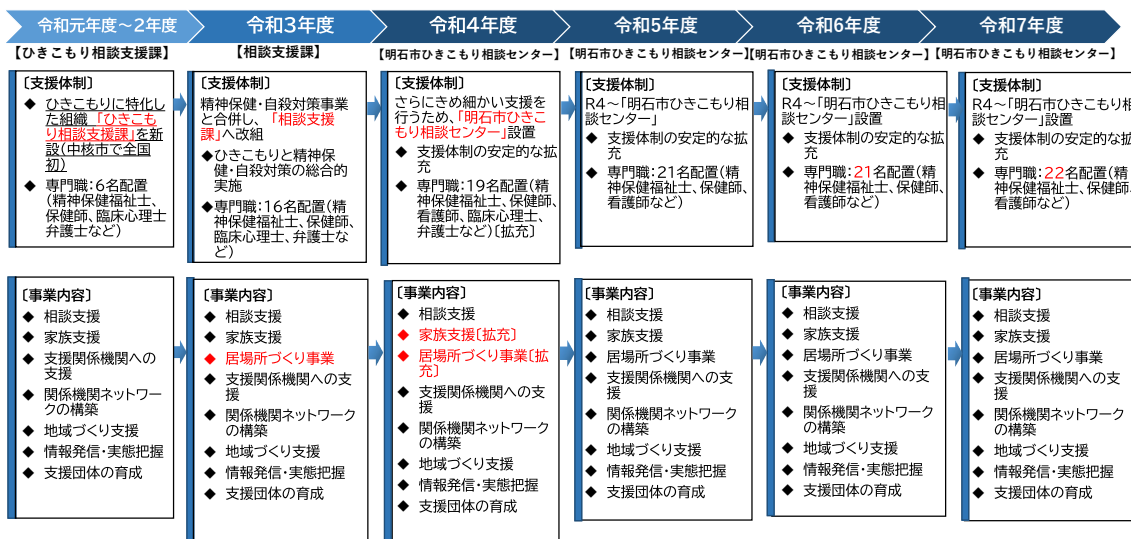 令和元年度～２年度
令和３年度
令和４年度
令和５年度
令和６年度
令和７年度
【ひきこもり相談支援課】
【相談支援課】
【明石市ひきこもり相談センター】
【明石市ひきこもり相談センター】
【明石市ひきこもり相談センター】
【明石市ひきこもり相談センター】
〔支援体制〕
◆ ひきこもりに特化し
た組織「ひきこも
り相談支援課」を新
設(中核市で全国
初)
◆ 専門職：６名配置
(精神保健福祉士、
保健師、臨床心理士
弁護士など)
〔支援体制〕
精神保健・自殺対策事業
と合併し、「相談支援
課」へ改組
◆ひきこもりと精神保
健・自殺対策の総合的
実施
◆専門職：16名配置(精
神保健福祉士、保健師、
臨床心理士、弁護士な
ど)
〔支援体制〕
さらにきめ細かい支援を
行うため、「明石市ひきこ
もり相談センター」設置
◆ 支援体制の安定的な拡
充
◆ 専門職：19名配置(精
神保健福祉士、保健師、
看護師、臨床心理士、
弁護士など)〔拡充〕
〔支援体制〕
R４～「明石市ひきこもり相
談センター」
◆ 支援体制の安定的な拡
充
◆ 専門職：21名配置(精
神保健福祉士、保健師、
看護師など)
〔支援体制〕
R４～「明石市ひきこもり相
談センター」設置
◆ 支援体制の安定的な拡
充
◆ 専門職：21名配置(精
神保健福祉士、保健師、
看護師など)
〔支援体制〕
R４～「明石市ひきこもり相
談センター」設置
◆ 支援体制の安定的な拡
充
◆ 専門職：22名配置(精
神保健福祉士、保健師、
看護師など)
〔事業内容〕
◆ 相談支援
◆ 家族支援
◆ 支援関係機関への
支援
◆ 関係機関ネットワー
クの構築
◆ 地域づくり支援
◆ 情報発信・実態把握
◆ 支援団体の育成
〔事業内容〕
◆ 相談支援
◆ 家族支援
◆ 居場所づくり事業
◆ 支援関係機関への支
援
◆ 関係機関ネットワーク
の構築
◆ 地域づくり支援
◆ 情報発信・実態把握
◆ 支援団体の育成
〔事業内容〕
◆ 相談支援
◆ 家族支援〔拡充〕
◆ 居場所づくり事業〔拡
充〕
◆ 支援関係機関への支
援
◆ 関係機関ネットワーク
の構築
◆ 地域づくり支援
◆ 情報発信・実態把握
◆ 支援団体の育成
〔事業内容〕
◆ 相談支援
◆ 家族支援
◆ 居場所づくり事業
◆ 支援関係機関への支
援
◆ 関係機関ネットワーク
の構築
◆ 地域づくり支援
◆ 情報発信・実態把握
◆ 支援団体の育成
〔事業内容〕
◆ 相談支援
◆ 家族支援
◆ 居場所づくり事業
◆ 支援関係機関への支
援
◆ 関係機関ネットワーク
の構築
◆ 地域づくり支援
◆ 情報発信・実態把握
◆ 支援団体の育成
〔事業内容〕
◆ 相談支援
◆ 家族支援
◆ 居場所づくり事業
◆ 支援関係機関への支
援
◆ 関係機関ネットワーク
の構築
◆ 地域づくり支援
◆ 情報発信・実態把握
◆ 支援団体の育成